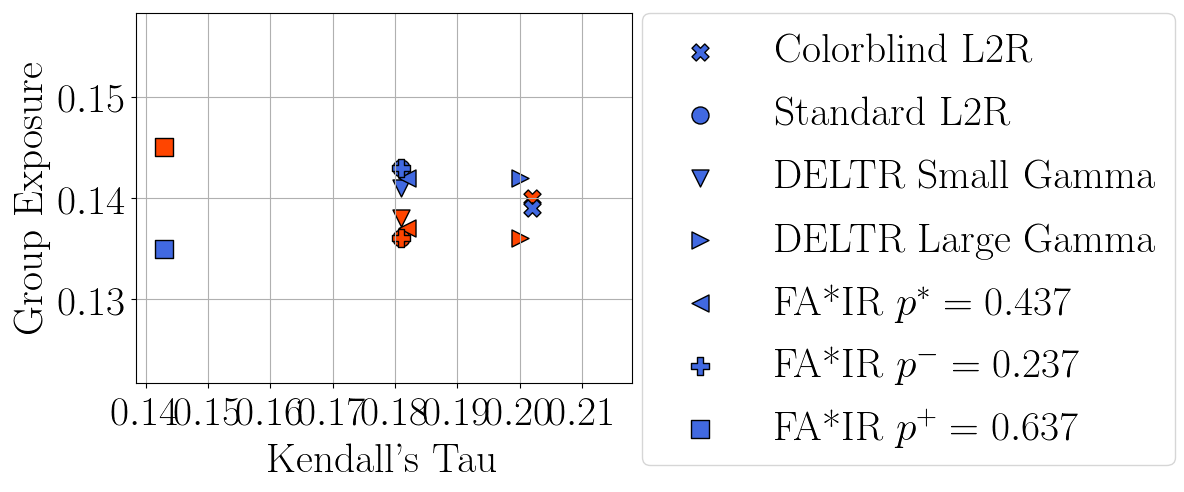 Group Exposure
0.15
0.14
0.13
0.14 0.15 0.16 0.17 0.18 0.19 0.20 0.21
Kendall's Tau
Colorblind L2R
Standard L2R
DELTR Small Gamma
DELTR Large Gamma
FA*IR p* = 0.437
FA*IR p⁻ = 0.237
FA*IR p⁺ = 0.637